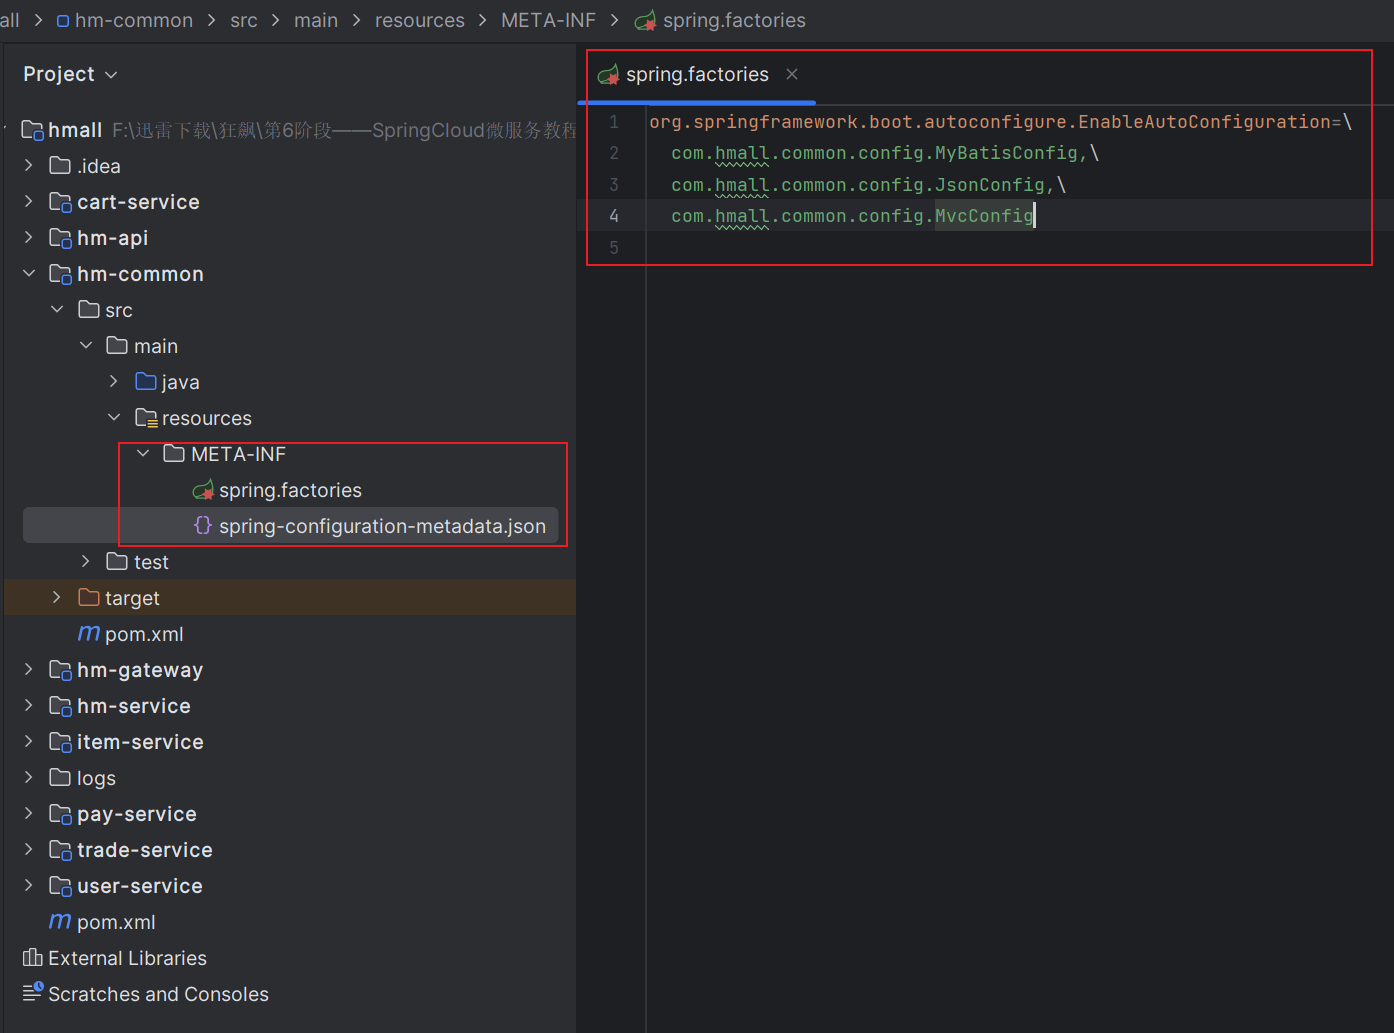 all > hm-common > src > main > resources > META-INF > spring.factories
Project
hmall F:\迅雷下载\狂飙\第6阶段——SpringCloud微服务教程
.idea
cart-service
hm-api
hm-common
src
main
java
resources
META-INF
spring.factories
spring-configuration-metadata.json
test
target
pom.xml
hm-gateway
hm-service
item-service
logs
pay-service
trade-service
user-service
pom.xml
External Libraries
Scratches and Consoles
spring.factories ×
1 org.springframework.boot.autoconfigure.EnableAutoConfiguration=\
2 com.hmall.common.config.MyBatisConfig,\
3 com.hmall.common.config.JsonConfig,\
4 com.hmall.common.config.MvcConfig
5